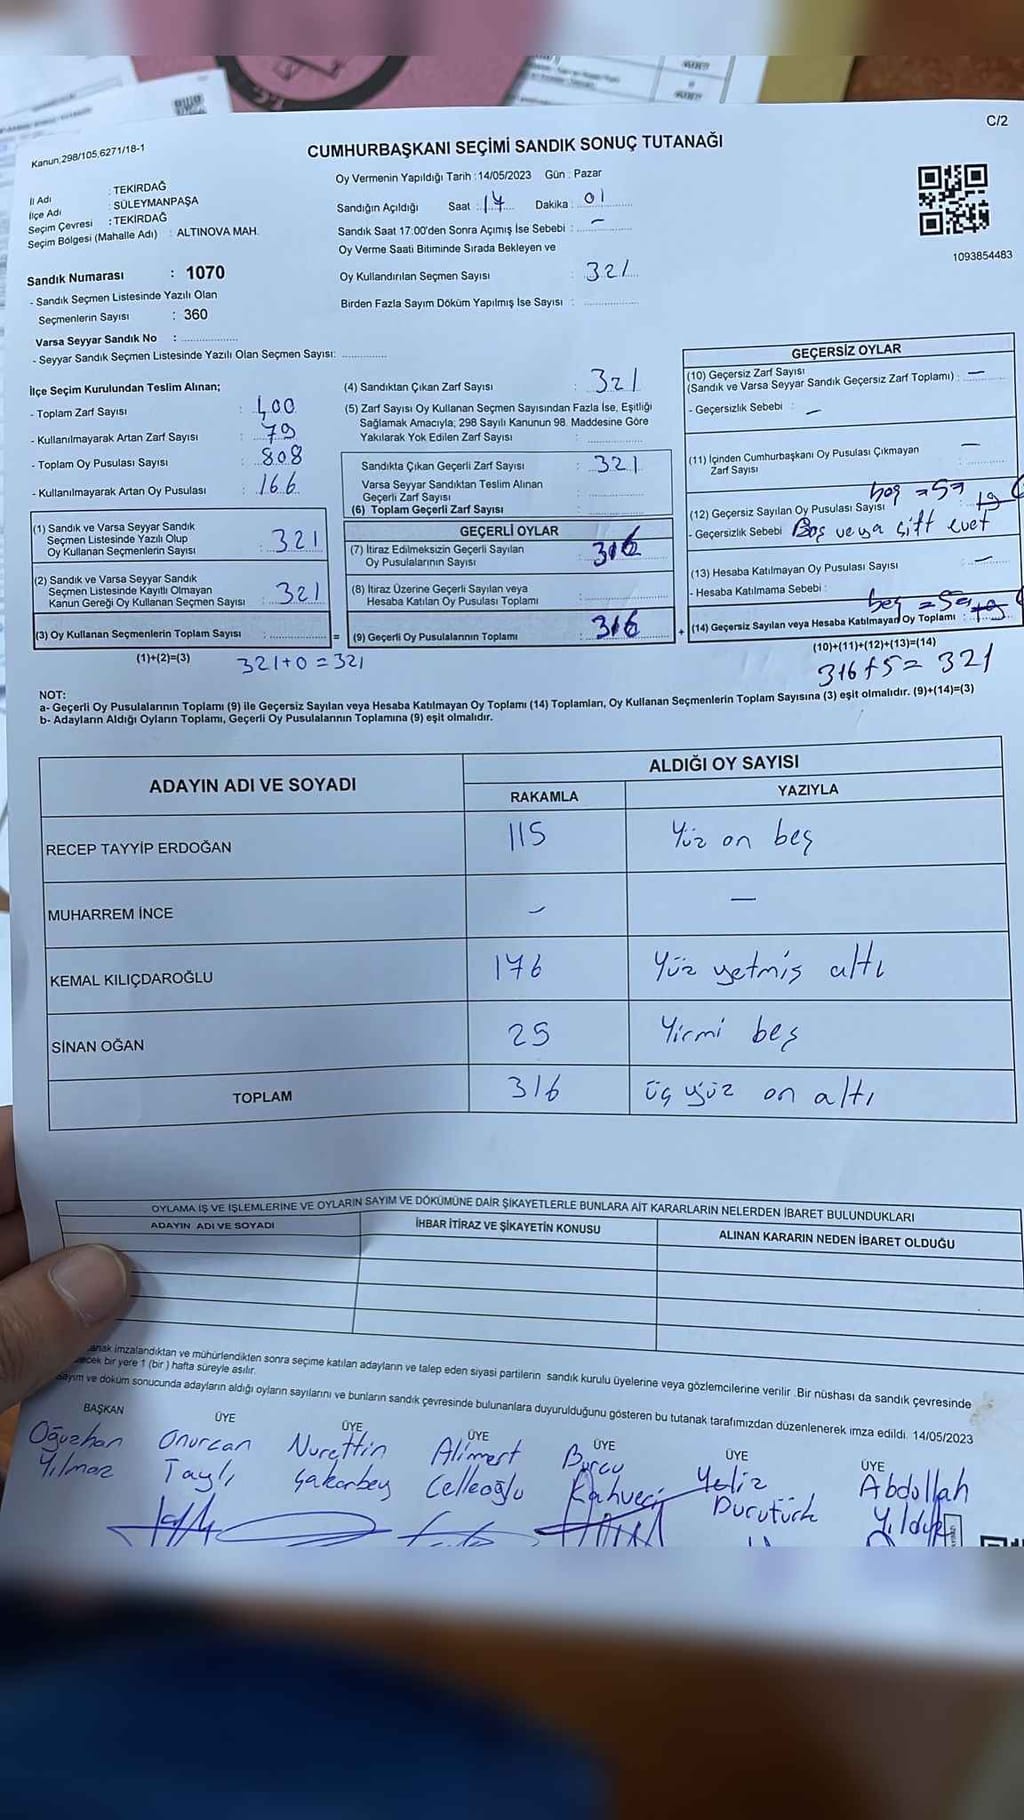 C/2
Kanun,298/105,6271/18-1
CUMHURBAŞKANI SEÇİMİ SANDIK SONUÇ TUTANAĞI
İl Adı : TEKİRDAĞ
İlçe Adı : SÜLEYMANPAŞA
Seçim Çevresi : TEKİRDAĞ
Seçim Bölgesi (Mahalle Adı) : ALTINOVA MAH.
Oy Vermenin Yapıldığı Tarih : 14/05/2023 Gün : Pazar
Sandığın Açıldığı Saat : 17 Dakika : 01
Sandık Saat 17:00'den Sonra Açımış İse Sebebi : -
Oy Verme Saati Bitiminde Sırada Bekleyen ve
Oy Kullandırılan Seçmen Sayısı : 321
Birden Fazla Sayım Döküm Yapılmış İse Sayısı :
1093854483
Sandık Numarası : 1070
- Sandık Seçmen Listesinde Yazılı Olan
Seçmenlerin Sayısı : 360
Varsa Seyyar Sandık No :
- Seyyar Sandık Seçmen Listesinde Yazılı Olan Seçmen Sayısı:
İlçe Seçim Kurulundan Teslim Alınan;
- Toplam Zarf Sayısı : 400
- Kullanılmayarak Artan Zarf Sayısı : 79
- Toplam Oy Pusulası Sayısı : 808
- Kullanılmayarak Artan Oy Pusulası : 166
(1) Sandık ve Varsa Seyyar Sandık
Seçmen Listesinde Yazılı Olup
Oy Kullanan Seçmenlerin Sayısı : 321
(2) Sandık ve Varsa Seyyar Sandık
Seçmen Listesinde Kayıtlı Olmayan
Kanun Gereği Oy Kullanan Seçmen Sayısı : 321
(3) Oy Kullanan Seçmenlerin Toplam Sayısı : =
(1)+(2)=(3)
321+0=321
(4) Sandıktan Çıkan Zarf Sayısı : 321
(5) Zarf Sayısı Oy Kullanan Seçmen Sayısından Fazla İse, Eşitliği
Sağlamak Amacıyla; 298 Sayılı Kanunun 98. Maddesine Göre
Yakılarak Yok Edilen Zarf Sayısı :
Sandıkta Çıkan Geçerli Zarf Sayısı : 321
Varsa Seyyar Sandıktan Teslim Alınan
Geçerli Zarf Sayısı
(6) Toplam Geçerli Zarf Sayısı :
GEÇERLİ OYLAR
(7) İtiraz Edilmeksizin Geçerli Sayılan
Oy Pusulalarının Sayısı : 316
(8) İtiraz Üzerine Geçerli Sayılan veya
Hesaba Katılan Oy Pusulası Toplamı :
(9) Geçerli Oy Pusulalarının Toplamı : 316 +
GEÇERSİZ OYLAR
(10) Geçersiz Zarf Sayısı
(Sandık ve Varsa Seyyar Sandık Geçersiz Zarf Toplamı) : -
- Geçersizlik Sebebi : -
(11) İçinden Cumhurbaşkanı Oy Pusulası Çıkmayan
Zarf Sayısı : -
beş =5
(12) Geçersiz Sayılan Oy Pusulası Sayısı
- Geçersizlik Sebebi : Boş veya çift evet
(13) Hesaba Katılmayan Oy Pusulası Sayısı : -
- Hesaba Katılmama Sebebi :
beş =5
(14) Geçersiz Sayılan veya Hesaba Katılmayan Oy Toplamı :
(10)+(11)+(12)+(13)=(14)
316+5=321
NOT:
a- Geçerli Oy Pusulalarının Toplamı (9) ile Geçersiz Sayılan veya Hesaba Katılmayan Oy Toplamı (14) Toplamları, Oy Kullanan Seçmenlerin Toplam Sayısına (3) eşit olmalıdır. (9)+(14)=(3)
b- Adayların Aldığı Oyların Toplamı, Geçerli Oy Pusulalarının Toplamına (9) eşit olmalıdır.
ADAYIN ADI VE SOYADI
ALDIĞI OY SAYISI
RAKAMLA YAZIYLA
RECEP TAYYİP ERDOĞAN 115 Yüz on beş
MUHARREM İNCE - -
KEMAL KILIÇDAROĞLU 176 Yüz yetmiş altı
SİNAN OĞAN 25 Yirmi beş
TOPLAM 316 üç yüz on altı
OYLAMA İŞ VE İŞLEMLERİNE VE OYLARIN SAYIM VE DÖKÜMÜNE DAİR ŞİKAYETLERLE BUNLARA AİT KARARLARIN NELERDEN İBARET BULUNDUKLARI
ADAYIN ADI VE SOYADI İHBAR İTİRAZ VE ŞİKAYETİN KONUSU ALINAN KARARIN NEDEN İBARET OLDUĞU
imzalandıktan ve mühürlendikten sonra seçime katılan adayların ve talep eden siyasi partilerin sandık kurulu üyelerine veya gözlemcilerine verilir .Bir nüshası da sandık çevresinde
bir yere 1 (bir ) hafta süreyle asılır.
Sayım ve döküm sonucunda adayların aldığı oyların sayılarını ve bunların sandık çevresinde bulunanlara duyurulduğunu gösteren bu tutanak tarafımızdan düzenlenerek imza edildi. 14/05/2023
BAŞKAN ÜYE ÜYE ÜYE ÜYE ÜYE ÜYE
Oğuzhan Onurcan Nurettin Alimert Burcu Yeliz Abdollah
Yılmaz Taylı Şakarbey Celleoğlu Kahveci Durutürk